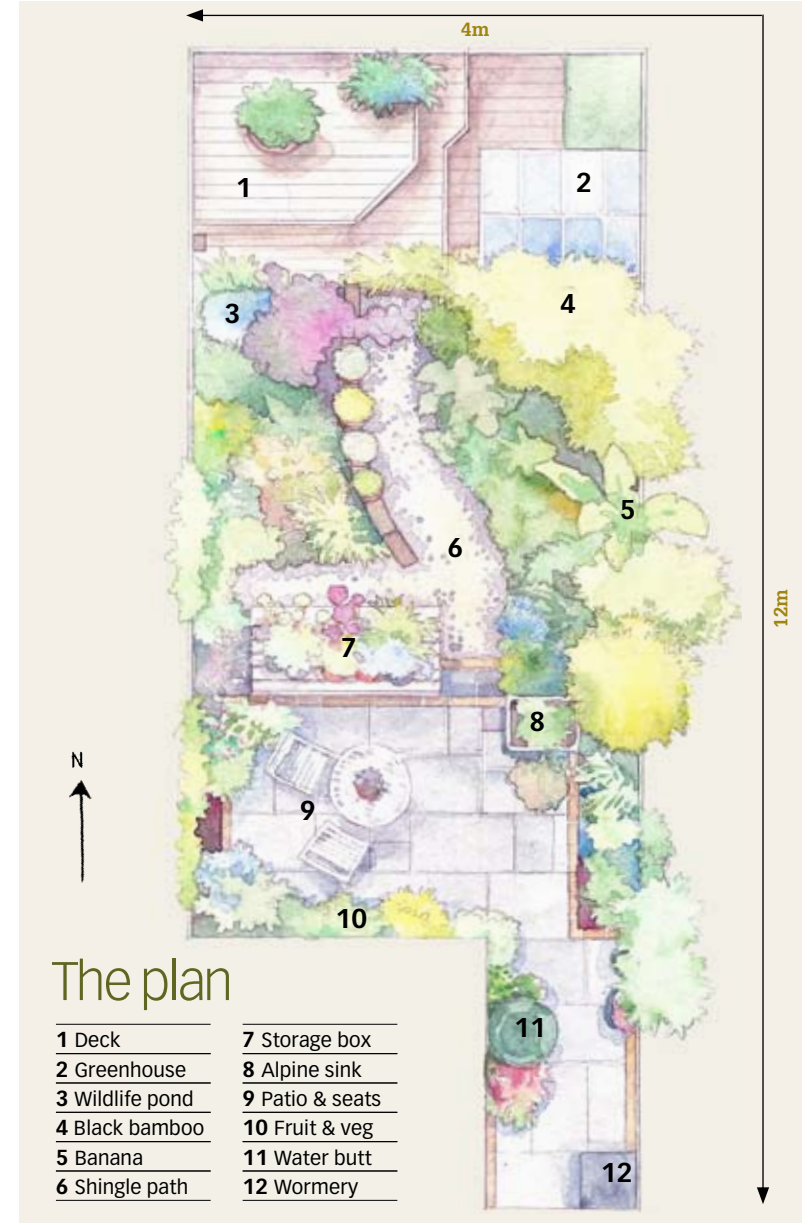 4m
1
2
3
4
5
12m
6
7
8
N
9
10
The plan
1 Deck
2 Greenhouse
3 Wildlife pond
4 Black bamboo
5 Banana
6 Shingle path
7 Storage box
8 Alpine sink
9 Patio & seats
10 Fruit & veg
11 Water butt
12 Wormery
11
12